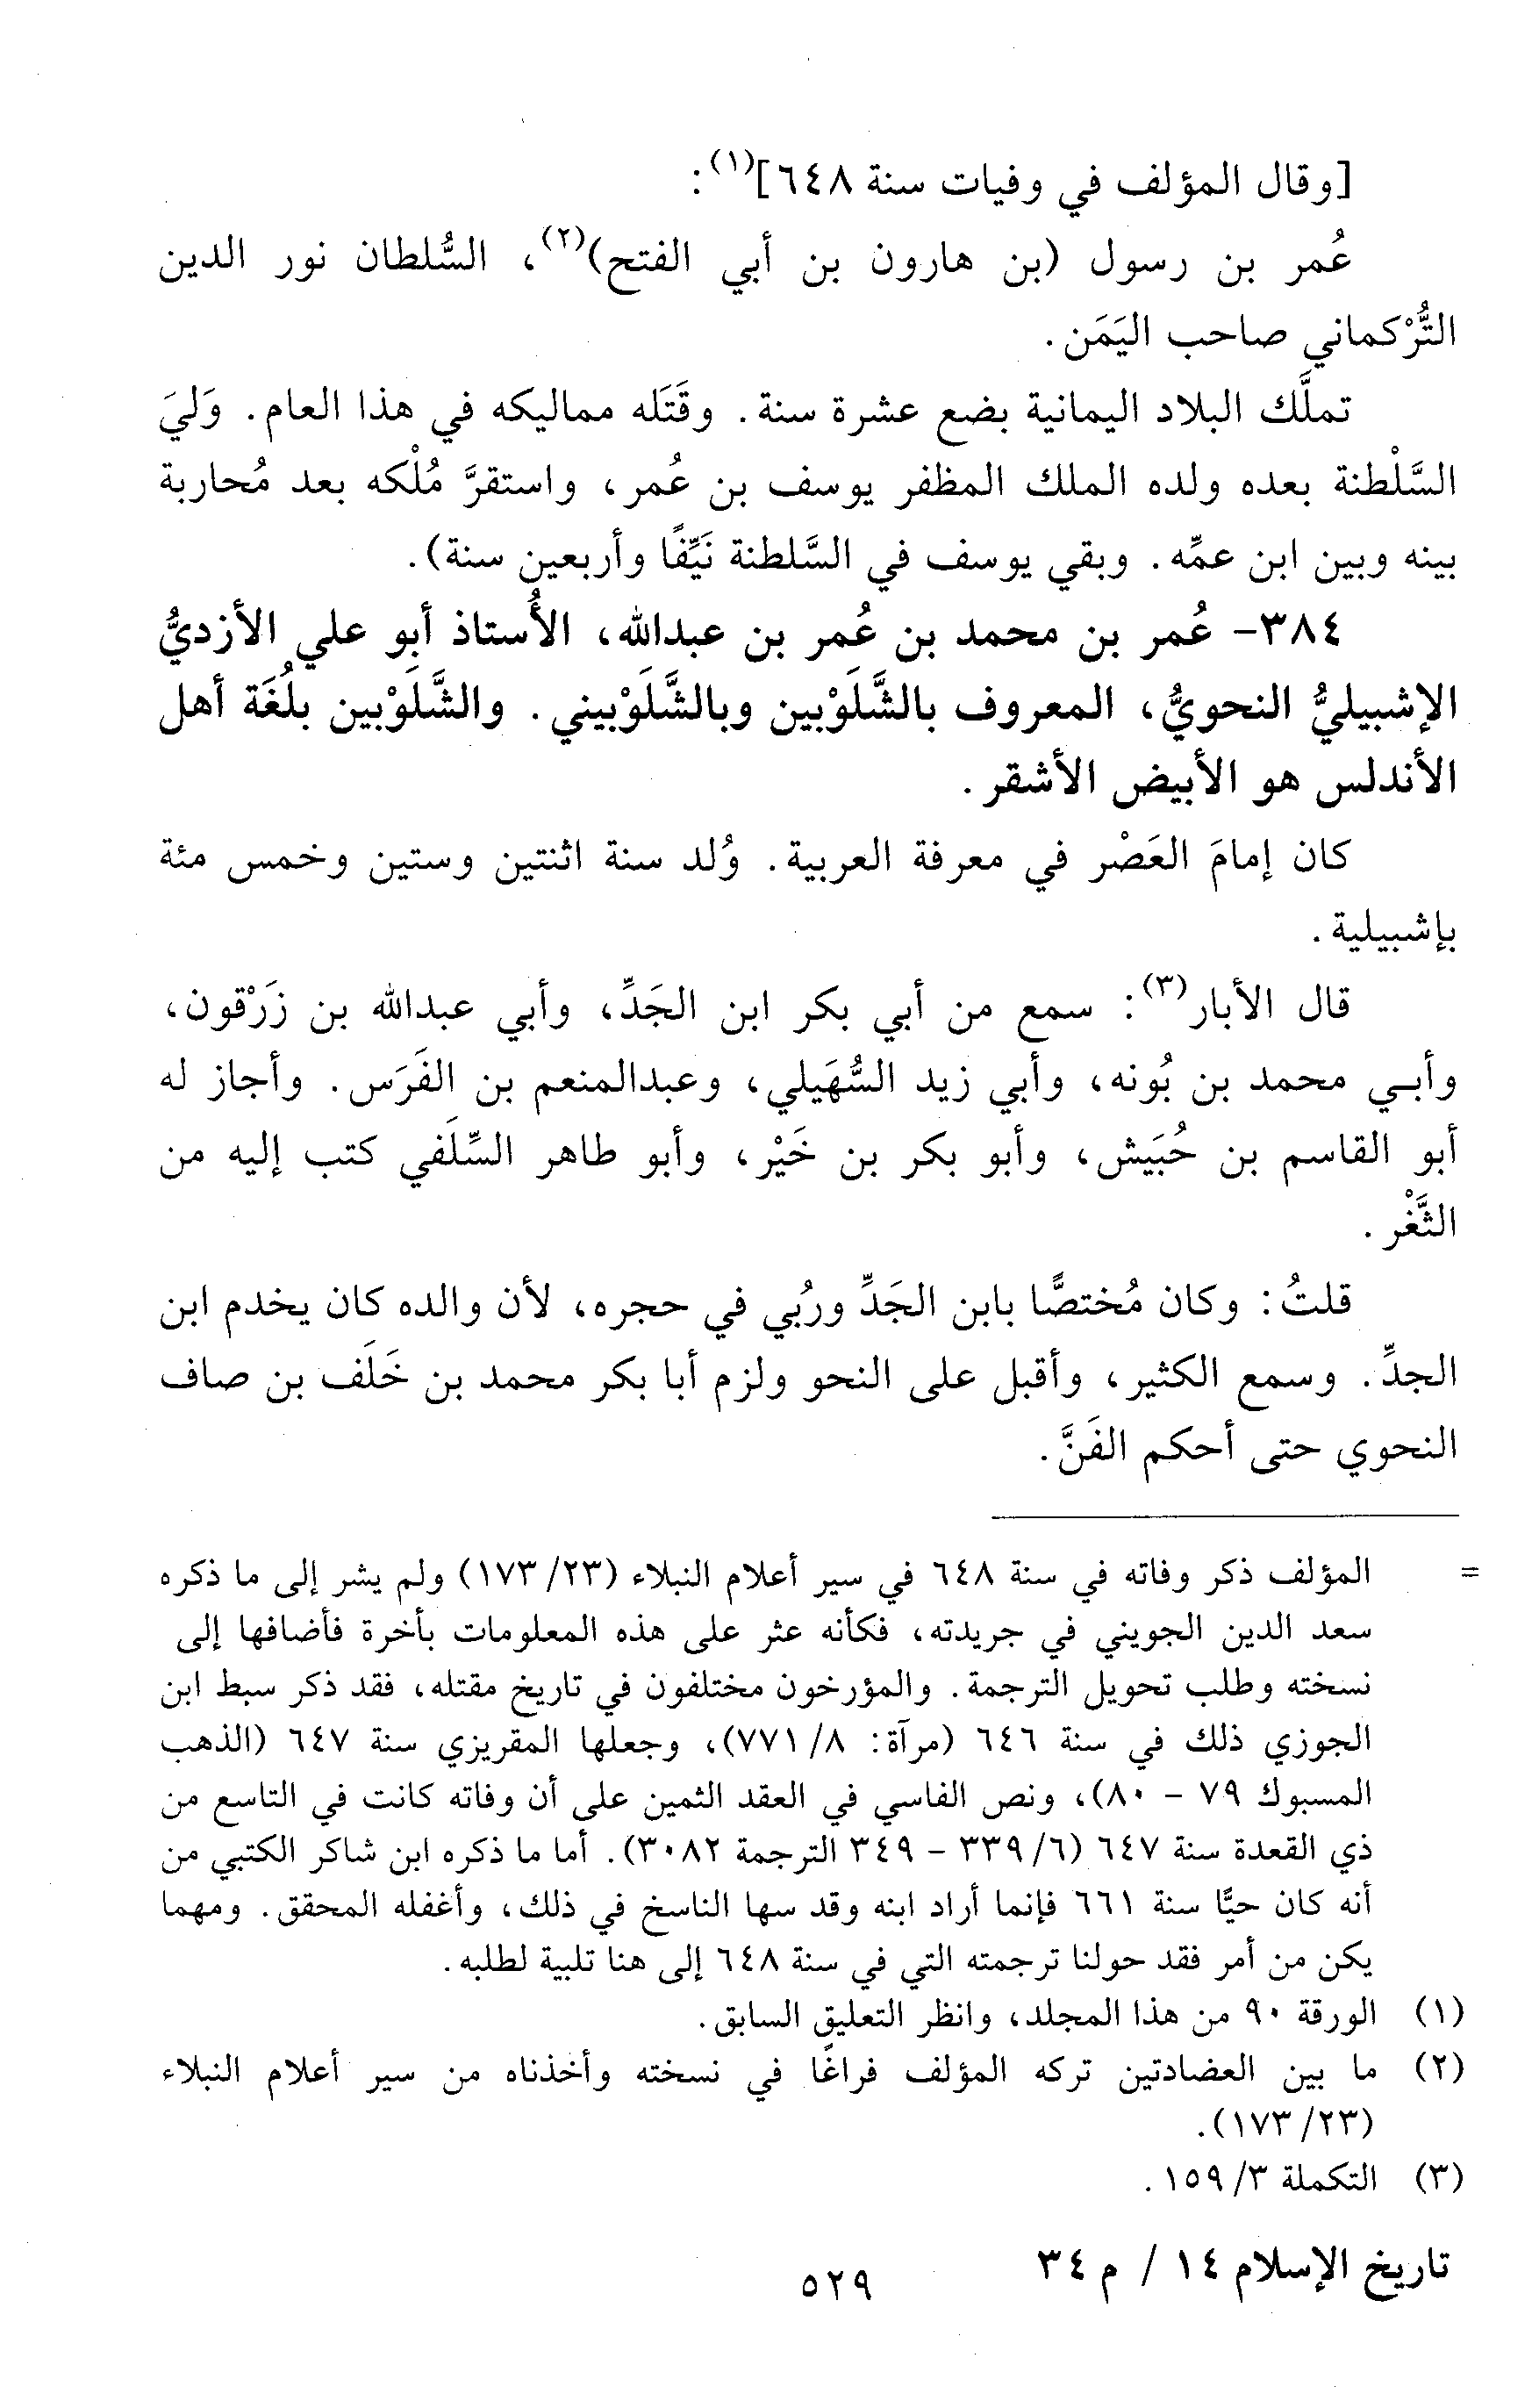 [وقال المؤلف في وفيات سنة ٦٤٨](١):
عُمر بن رسول (بن هارون بن أبي الفتح)(٢)، السُّلطان نور الدين
التُّرْكماني صاحب اليَمَن.
تملَّك البلاد اليمانية بضع عشرة سنة. وقَتَله مماليكه في هذا العام. وَليَ
السَّلْطنة بعده ولده الملك المظفر يوسف بن عُمر، واستقرَّ مُلْكه بعد مُحاربة
بينه وبين ابن عمِّه. وبقي يوسف في السَّلطنة نَيِّفًا وأربعين سنة).
٣٨٤- عُمر بن محمد بن عُمر بن عبدالله، الأُستاذ أبو علي الأزديُّ
الإشبيليُّ النحويُّ، المعروف بالشَّلَوْبين وبالشَّلَوْبيني. والشَّلَوْبين بلُغَة أهل
الأندلس هو الأبيض الأشقر.
كان إمامَ العَصْر في معرفة العربية. وُلد سنة اثنتين وستين وخمس مئة
بإشبيلية.
قال الأبار(٣): سمع من أبي بكر ابن الجَدِّ، وأبي عبدالله بن زَرْقون،
وأبي محمد بن بُونه، وأبي زيد السُّهَيلي، وعبدالمنعم بن الفَرَس. وأجاز له
أبو القاسم بن حُبَيش، وأبو بكر بن خَيْر، وأبو طاهر السِّلَفي كتب إليه من
الثَّغْر.
قلتُ: وكان مُختصًّا بابن الجَدِّ ورُبي في حجره، لأن والده كان يخدم ابن
الجدِّ. وسمع الكثير، وأقبل على النحو ولزم أبا بكر محمد بن خَلَف بن صاف
النحوي حتى أحكم الفَنَّ.
= المؤلف ذكر وفاته في سنة ٦٤٨ في سير أعلام النبلاء (٢٣/ ١٧٣) ولم يشر إلى ما ذكره
سعد الدين الجويني في جريدته، فكأنه عثر على هذه المعلومات بأخرة فأضافها إلى
نسخته وطلب تحويل الترجمة. والمؤرخون مختلفون في تاريخ مقتله، فقد ذكر سبط ابن
الجوزي ذلك في سنة ٦٤٦ (مرآة: ٨/ ٧٧١)، وجعلها المقريزي سنة ٦٤٧ (الذهب
المسبوك ٧٩ - ٨٠)، ونص الفاسي في العقد الثمين على أن وفاته كانت في التاسع من
ذي القعدة سنة ٦٤٧ (٦/ ٣٣٩ - ٣٤٩ الترجمة ٣٠٨٢). أما ما ذكره ابن شاكر الكتبي من
أنه كان حيًّا سنة ٦٦١ فإنما أراد ابنه وقد سها الناسخ في ذلك، وأغفله المحقق. ومهما
يكن من أمر فقد حولنا ترجمته التي في سنة ٦٤٨ إلى هنا تلبية لطلبه.
(١) الورقة ٩٠ من هذا المجلد، وانظر التعليق السابق.
(٢) ما بين العضادتين تركه المؤلف فراغًا في نسخته وأخذناه من سير أعلام النبلاء
(٢٣/ ١٧٣).
(٣) التكملة ٣/ ١٥٩.
تاريخ الإسلام ١٤ / م ٣٤
٥٢٩